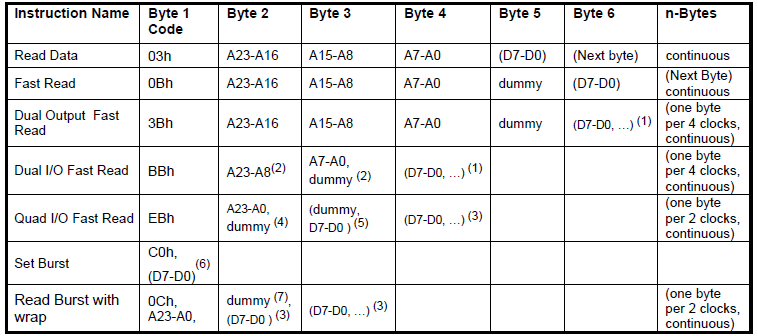 Instruction Name Byte 1 Code Byte 2 Byte 3 Byte 4 Byte 5 Byte 6 n-Bytes
Read Data 03h A23-A16 A15-A8 A7-A0 (D7-D0) (Next byte) continuous
Fast Read 0Bh A23-A16 A15-A8 A7-A0 dummy (D7-D0) (Next Byte) continuous
Dual Output Fast Read 3Bh A23-A16 A15-A8 A7-A0 dummy (D7-D0, …) (1) (one byte per 4 clocks, continuous)
Dual I/O Fast Read BBh A23-A8(2) A7-A0, dummy (2) (D7-D0, …) (1) (one byte per 4 clocks, continuous)
Quad I/O Fast Read EBh A23-A0, dummy (4) (dummy, D7-D0 ) (5) (D7-D0, …) (3) (one byte per 2 clocks, continuous)
Set Burst C0h, (6) (D7-D0)
Read Burst with wrap 0Ch, A23-A0, dummy (7), (D7-D0 ) (3) (D7-D0, …) (3) (one byte per 2 clocks, continuous)